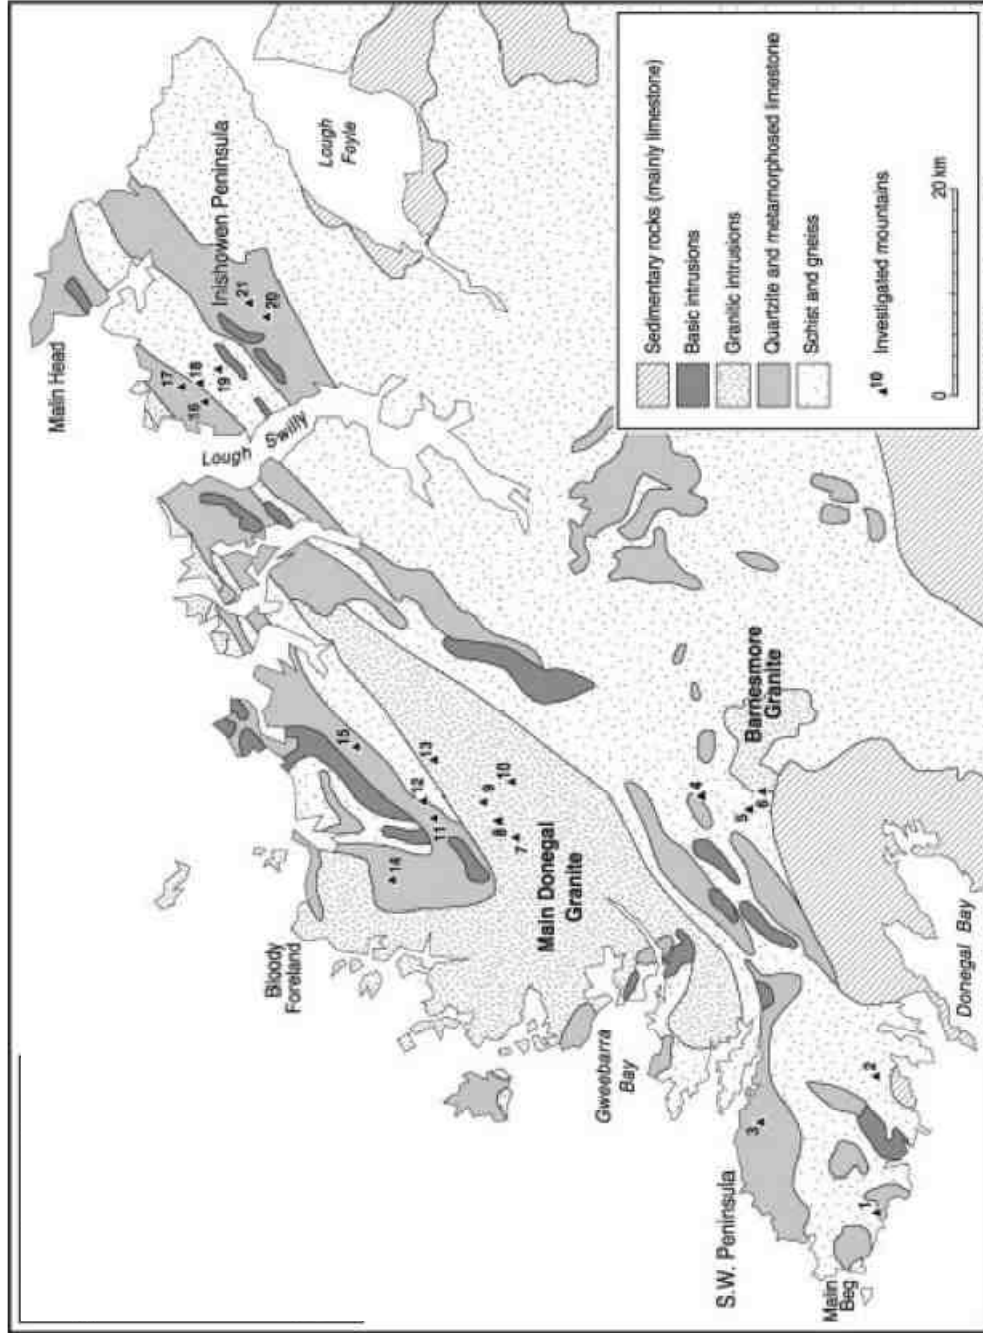 Malin Head
Inishowen Peninsula
Lough
Foyle
17
18
16
19
21
20
Lough Swilly
Bloody
Foreland
15
14
13
12
11
10
9
8
7
Main Donegal
Granite
Gweebarra
Bay
Barnesmore
Granite
4
5
6
S.W. Peninsula
3
2
1
Malin
Beg
Donegal Bay
Sedimentary rocks (mainly limestone)
Basic intrusions
Granitic intrusions
Quartzite and metamorphosed limestone
Schist and gneiss
10 Investigated mountains
0 20 km